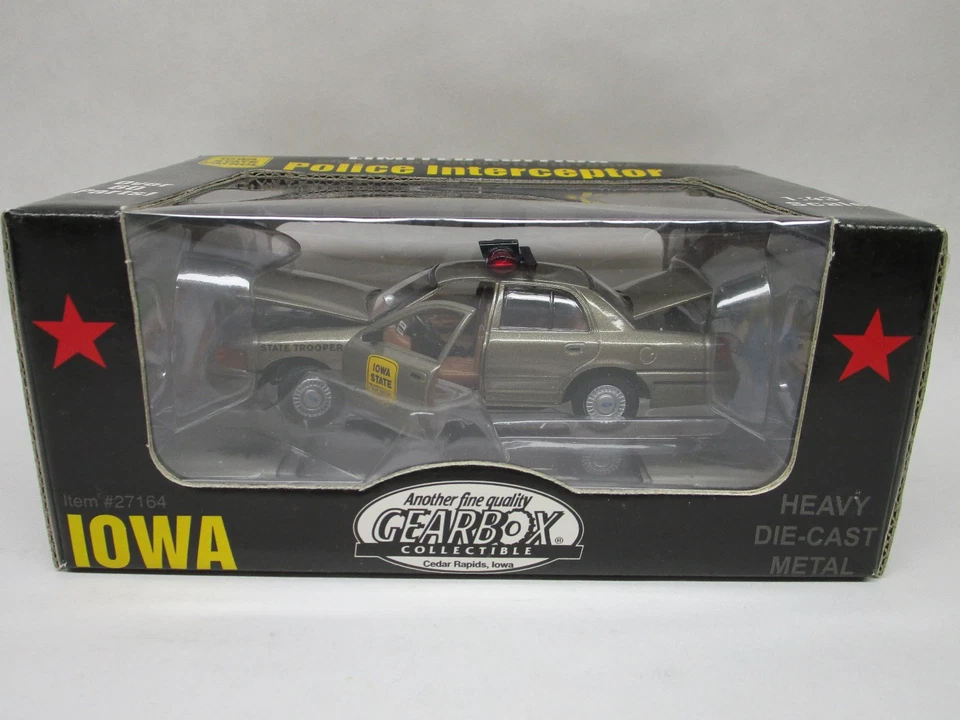 Police Interceptor
STATE TROOPER
IOWA
STATE
Item #27164
IOWA
Another fine quality
GEARBOX®
COLLECTIBLE
Cedar Rapids, Iowa
HEAVY
DIE-CAST
METAL